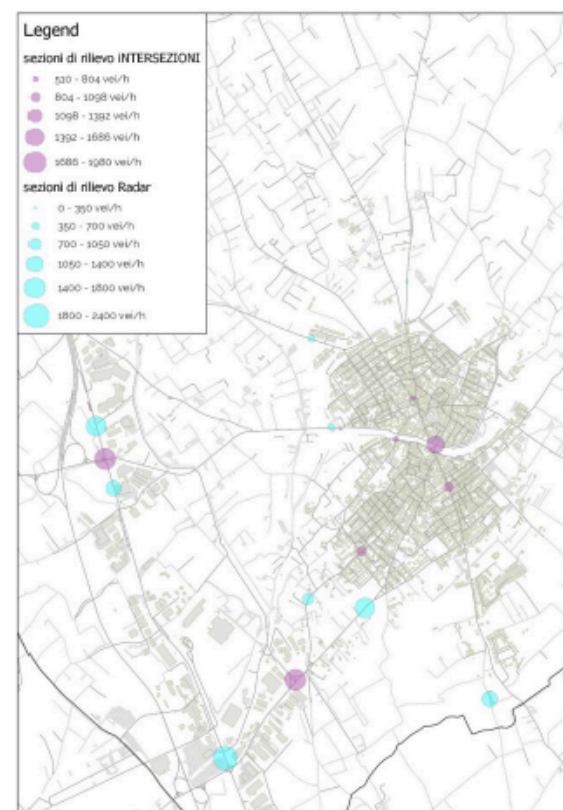 Legend
sezioni di rilievo iNTERSEZIONI
510 - 804 vei/h
804 - 1098 vei/h
1098 - 1392 vei/h
1392 - 1686 vei/h
1686 - 1980 vei/h
sezioni di rilievo Radar
0 - 350 vei/h
350 - 700 vei/h
700 - 1050 vei/h
1050 - 1400 vei/h
1400 - 1800 vei/h
1800 - 2400 vei/h